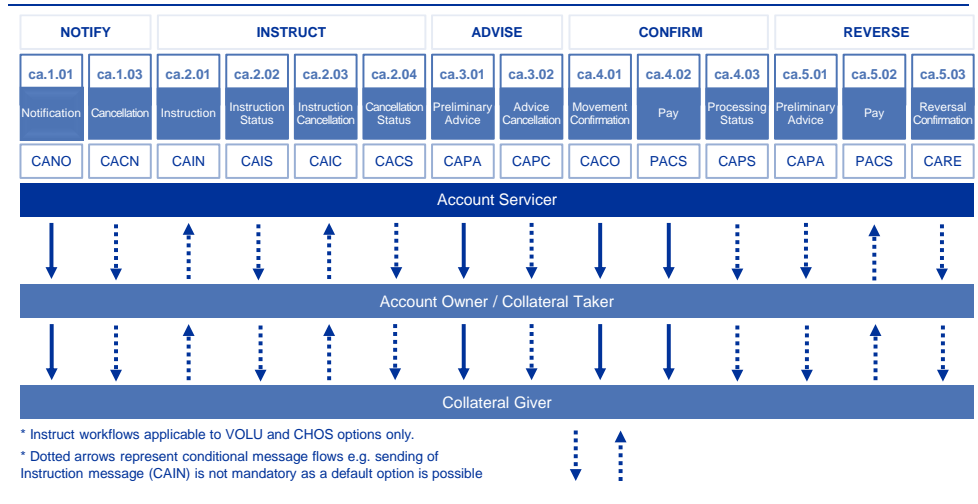 NOTIFY INSTRUCT ADVISE CONFIRM REVERSE
ca.1.01 ca.1.03 ca.2.01 ca.2.02 ca.2.03 ca.2.04 ca.3.01 ca.3.02 ca.4.01 ca.4.02 ca.4.03 ca.5.01 ca.5.02 ca.5.03
Notification Cancellation Instruction Instruction Status Instruction Cancellation Cancellation Status Preliminary Advice Advice Cancellation Movement Confirmation Pay Processing Status Preliminary Advice Pay Reversal Confirmation
CANO CACN CAIN CAIS CAIC CACS CAPA CAPC CACO PACS CAPS CAPA PACS CARE
Account Servicer
Account Owner / Collateral Taker
Collateral Giver
* Instruct workflows applicable to VOLU and CHOS options only.
* Dotted arrows represent conditional message flows e.g. sending of
Instruction message (CAIN) is not mandatory as a default option is possible